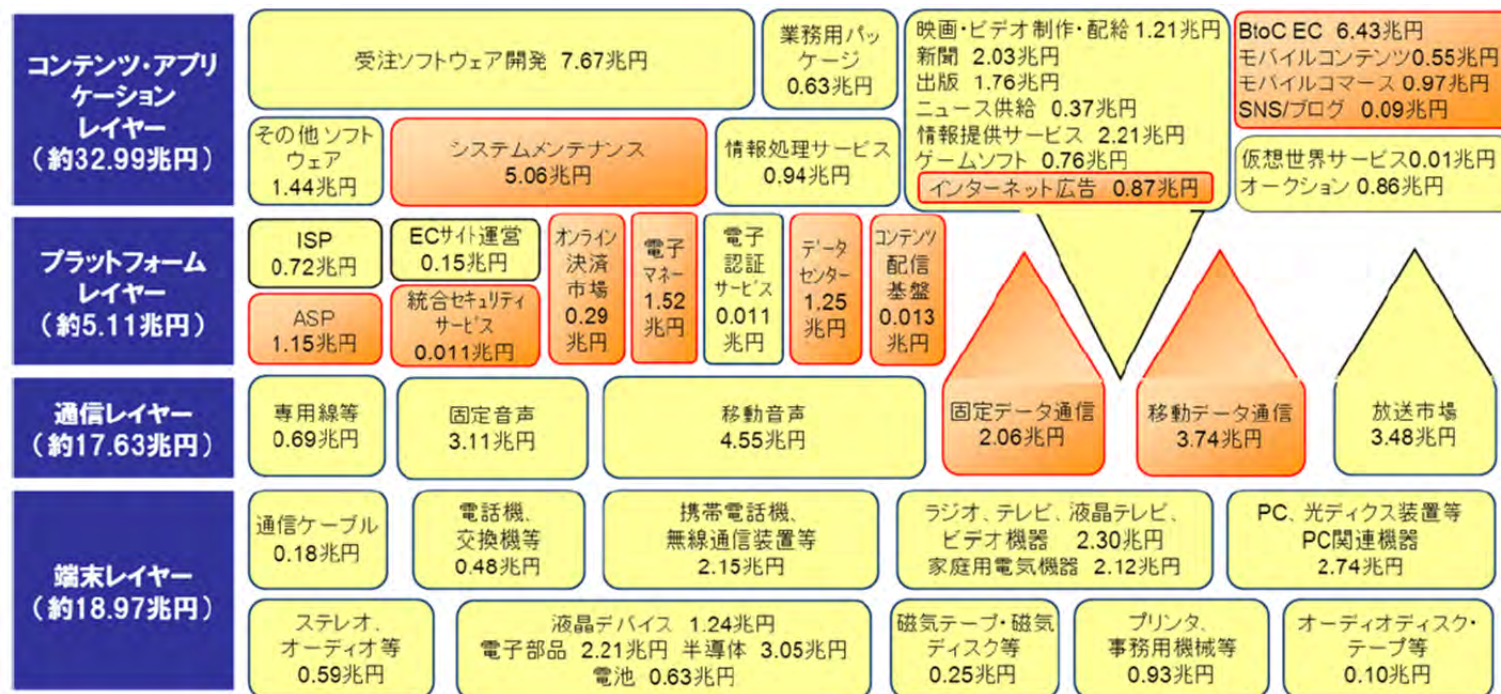 コンテンツ・アプリ
ケーション
レイヤー
(約32.99兆円)
受注ソフトウェア開発 7.67兆円
業務用パッ
ケージ
0.63兆円
映画・ビデオ制作・配給 1.21兆円
新聞 2.03兆円
出版 1.76兆円
ニュース供給 0.37兆円
情報提供サービス 2.21兆円
ゲームソフト 0.76兆円
インターネット広告 0.87兆円
BtoC EC 6.43兆円
モバイルコンテンツ0.55兆円
モバイルコマース 0.97兆円
SNS/ブログ 0.09兆円
その他ソフト
ウェア
1.44兆円
システムメンテナンス
5.06兆円
情報処理サービス
0.94兆円
仮想世界サービス0.01兆円
オークション 0.86兆円
プラットフォーム
レイヤー
(約5.11兆円)
ISP
0.72兆円
ECサイト運営
0.15兆円
オンライン
決済
市場
0.29
兆円
電子
マネー
1.52
兆円
電子
認証
サービス
0.011
兆円
データ
センター
1.25
兆円
コンテンツ
配信
基盤
0.013
兆円
ASP
1.15兆円
統合セキュリティ
サービス
0.011兆円
通信レイヤー
(約17.63兆円)
専用線等
0.69兆円
固定音声
3.11兆円
移動音声
4.55兆円
固定データ通信
2.06兆円
移動データ通信
3.74兆円
放送市場
3.48兆円
端末レイヤー
(約18.97兆円)
通信ケーブル
0.18兆円
電話機、
交換機等
0.48兆円
携帯電話機、
無線通信装置等
2.15兆円
ラジオ、テレビ、液晶テレビ、
ビデオ機器 2.30兆円
家庭用電気機器 2.12兆円
PC、光ディクス装置等
PC関連機器
2.74兆円
ステレオ、
オーディオ等
0.59兆円
液晶デバイス 1.24兆円
電子部品 2.21兆円 半導体 3.05兆円
電池 0.63兆円
磁気テープ・磁気
ディスク等
0.25兆円
プリンタ、
事務用機械等
0.93兆円
オーディオディスク・
テープ等
0.10兆円